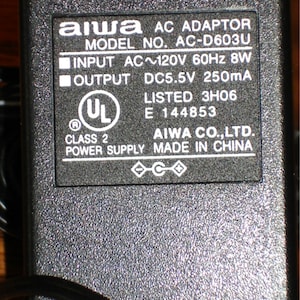 aiwa AC ADAPTOR
MODEL NO. AC-D603U
INPUT AC~120V 60Hz 8W
OUTPUT DC5.5V 250mA
LISTED 3H06
E 144853
UL
®
CLASS 2
POWER SUPPLY
AIWA CO.,LTD.
MADE IN CHINA